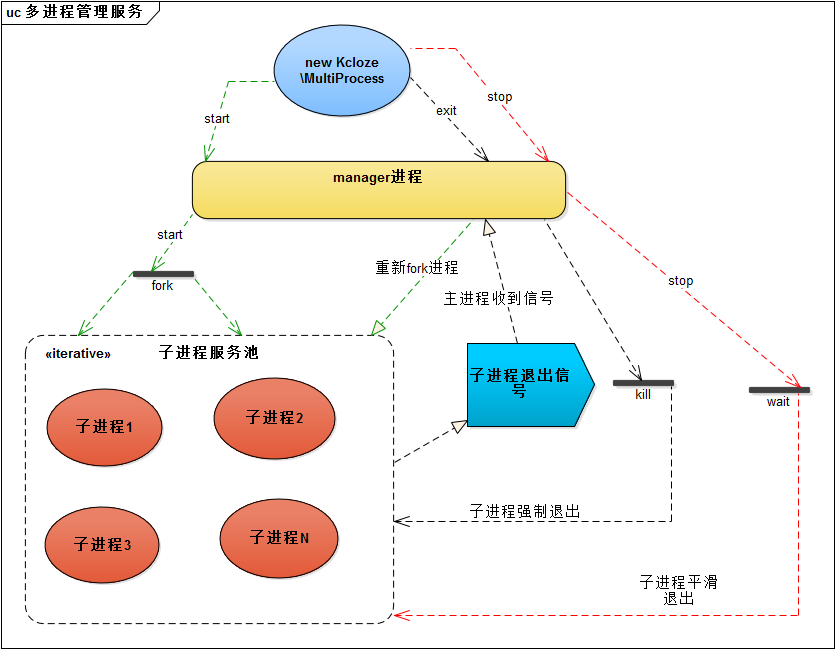 uc 多进程管理服务
new Kcloze
\MultiProcess
start
exit
stop
manager进程
start
fork
重新fork进程
主进程收到信号
stop
«iterative»
子进程服务池
子进程退出信
号
kill
wait
子进程1
子进程2
子进程3
子进程N
子进程强制退出
子进程平滑
退出